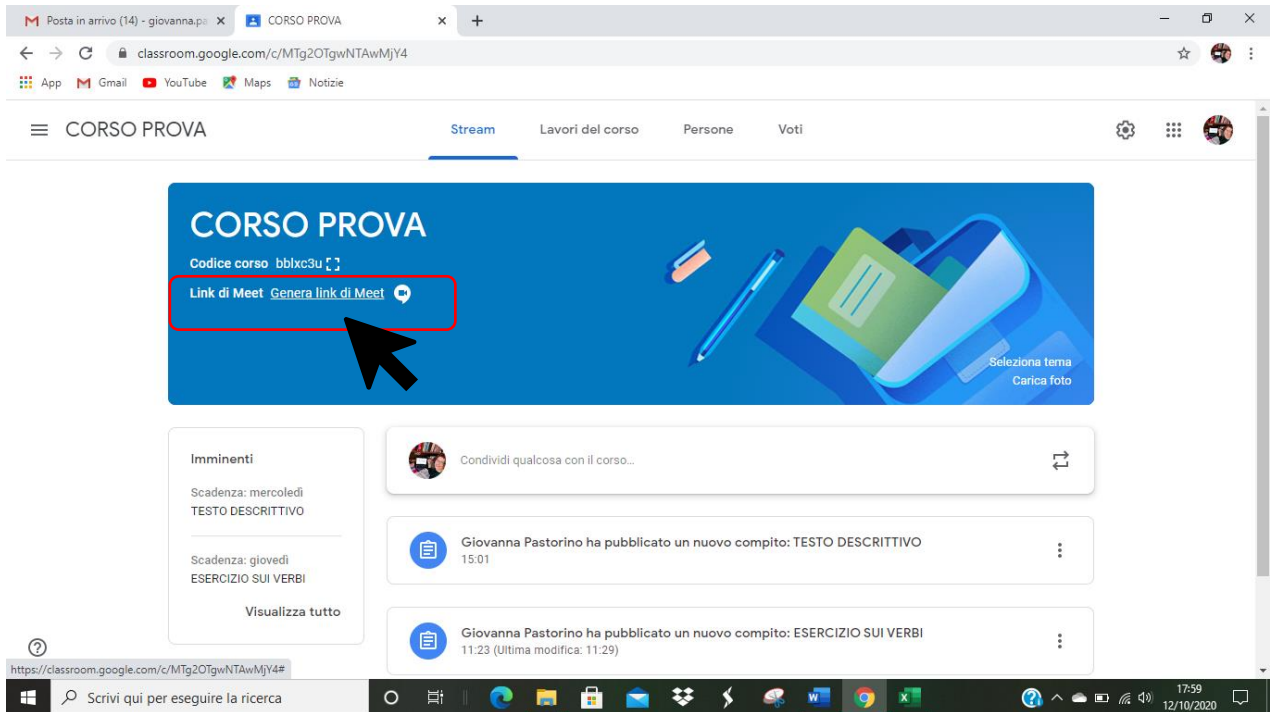 Posta in arrivo (14) - giovanna.pa
CORSO PROVA
classroom.google.com/c/MTg2OTgwNTAwMjY4
App Gmail YouTube Maps Notizie
CORSO PROVA
Stream Lavori del corso Persone Voti
CORSO PROVA
Codice corso bblxc3u
Link di Meet Genera link di Meet
Seleziona tema
Carica foto
Imminenti
Scadenza: mercoledì
TESTO DESCRITTIVO
Scadenza: giovedì
ESERCIZIO SUI VERBI
Visualizza tutto
Condividi qualcosa con il corso...
Giovanna Pastorino ha pubblicato un nuovo compito: TESTO DESCRITTIVO
15:01
Giovanna Pastorino ha pubblicato un nuovo compito: ESERCIZIO SUI VERBI
11:23 (Ultima modifica: 11:29)
https://classroom.google.com/c/MTg2OTgwNTAwMjY4#
Scrivi qui per eseguire la ricerca
17:59
12/10/2020